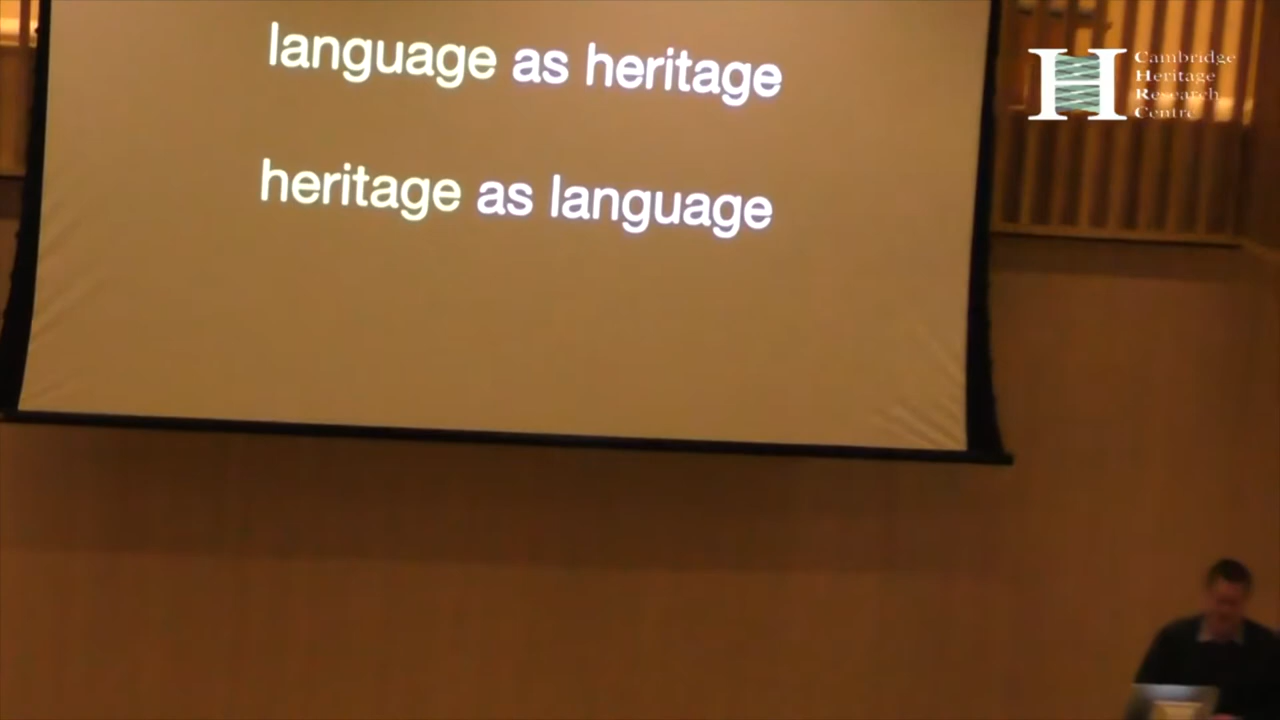 language as heritage
heritage as language
Cambridge
Heritage
Research
Centre